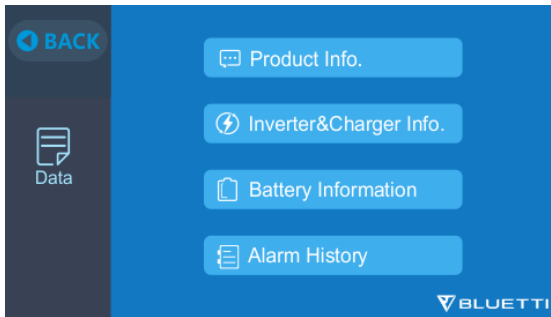 BACK
Data
Product Info.
Inverter&Charger Info.
Battery Information
Alarm History
BLUETTI